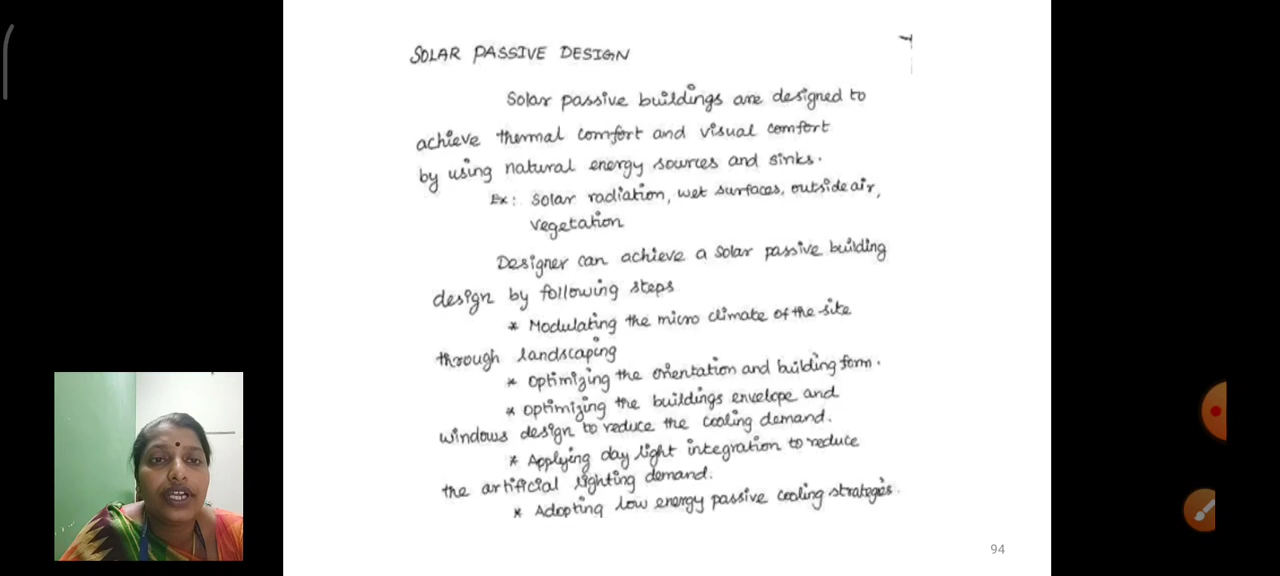 SOLAR PASSIVE DESIGN
Solar passive buildings are designed to
achieve thermal comfort and visual comfort
by using natural energy sources and sinks.
Ex: Solar radiation, wet surfaces, outside air,
vegetation
Designer can achieve a solar passive building
design by following steps
* Modulating the micro climate of the site
through landscaping
* Optimizing the orientation and building form.
* Optimizing the buildings envelope and
windows design to reduce the cooling demand.
* Applying day light integration to reduce
the artificial lighting demand.
* Adopting low energy passive cooling strategies.
94